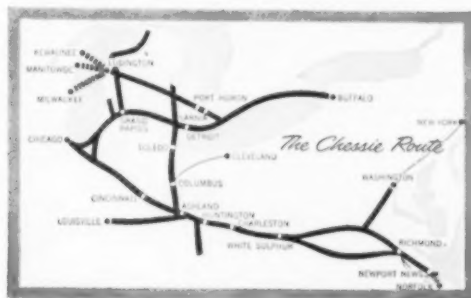 KEWAUNEE
MANITOWOC
LUDINGTON
MILWAUKEE
PORT HURON
BUFFALO
SARNIA
GRAND
RAPIDS
DETROIT
NEW YORK
CHICAGO
TOLEDO
The Chessie Route
CLEVELAND
WASHINGTON
COLUMBUS
CINCINNATI
ASHLAND
LOUISVILLE
HUNTINGTON
CHARLESTON
WHITE SULPHUR
RICHMOND
NEWPORT NEWS
NORFOLK